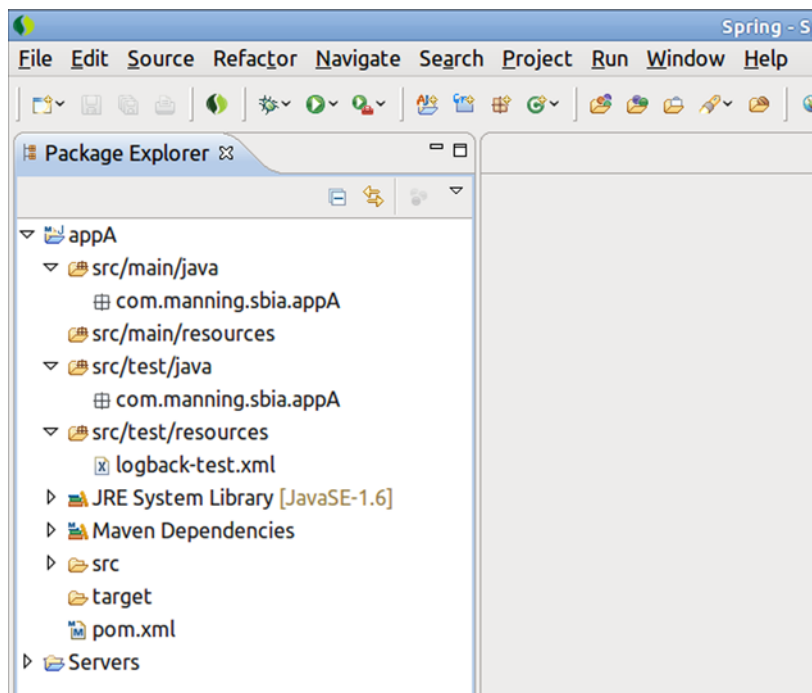 Spring - S
File Edit Source Refactor Navigate Search Project Run Window Help
Package Explorer
appA
src/main/java
com.manning.sbia.appA
src/main/resources
src/test/java
com.manning.sbia.appA
src/test/resources
logback-test.xml
JRE System Library [JavaSE-1.6]
Maven Dependencies
src
target
pom.xml
Servers